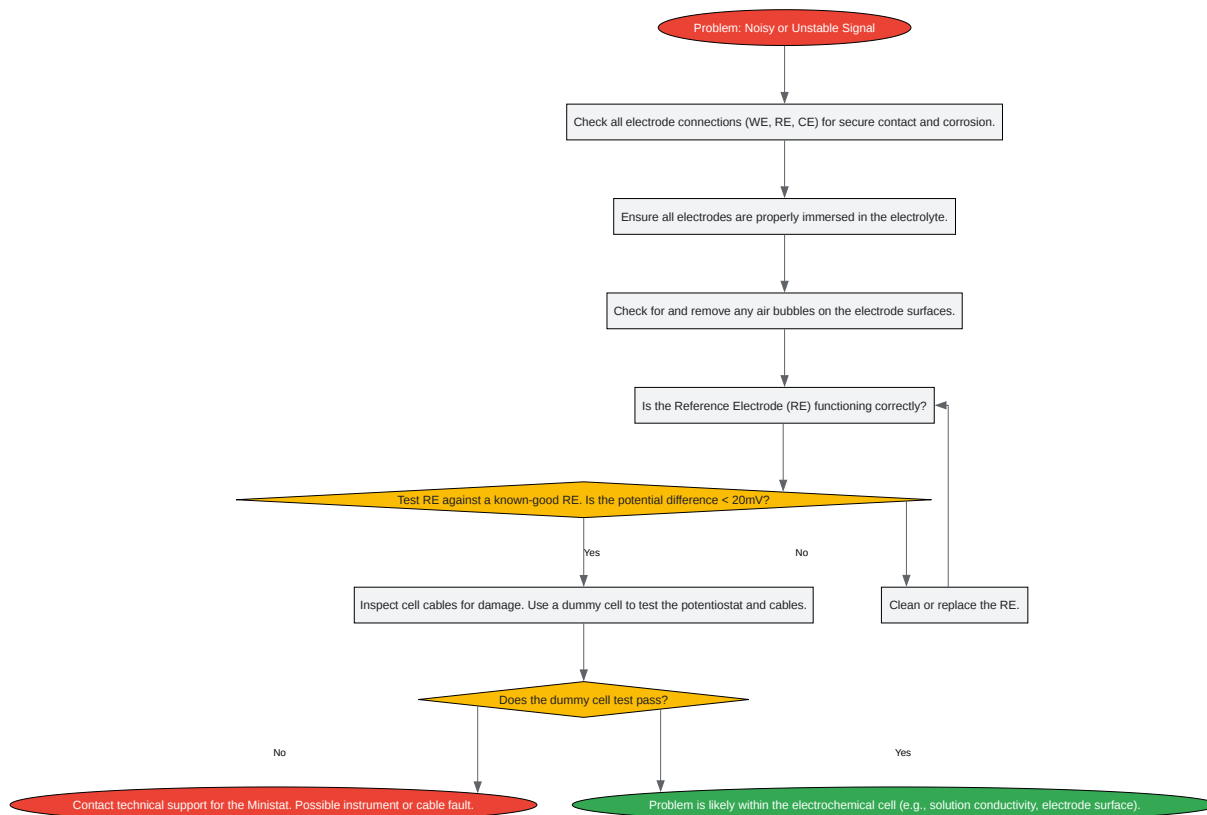 Problem: Noisy or Unstable Signal
Check all electrode connections (WE, RE, CE) for secure contact and corrosion.
Ensure all electrodes are properly immersed in the electrolyte.
Check for and remove any air bubbles on the electrode surfaces.
Is the Reference Electrode (RE) functioning correctly?
Test RE against a known-good RE. Is the potential difference < 20mV?
Yes
No
Inspect cell cables for damage. Use a dummy cell to test the potentiostat and cables.
Clean or replace the RE.
Does the dummy cell test pass?
No
Yes
Contact technical support for the Ministat. Possible instrument or cable fault.
Problem is likely within the electrochemical cell (e.g., solution conductivity, electrode surface).